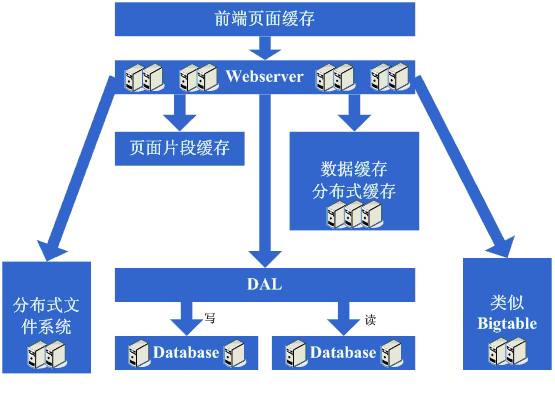 前端页面缓存
Webserver
页面片段缓存
数据缓存
分布式缓存
分布式文
件系统
DAL
类似
Bigtable
写
读
Database
Database